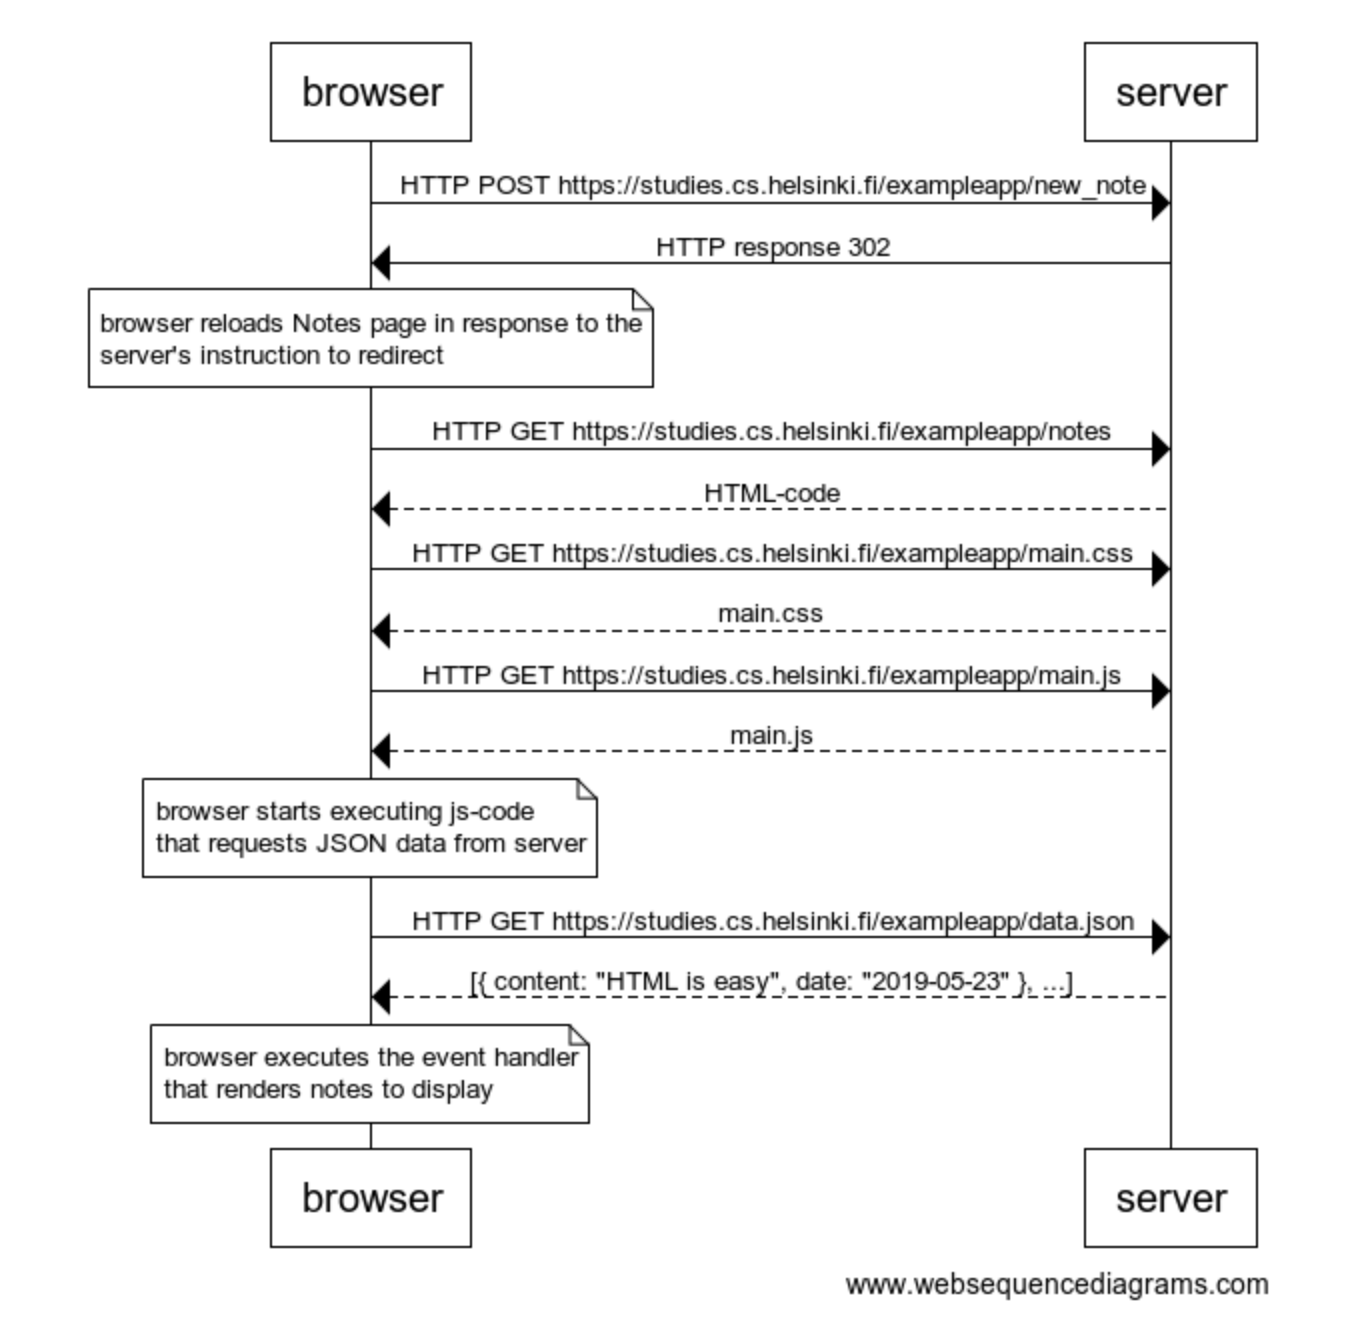 browser server
HTTP POST https://studies.cs.helsinki.fi/exampleapp/new_note
HTTP response 302
browser reloads Notes page in response to the
server's instruction to redirect
HTTP GET https://studies.cs.helsinki.fi/exampleapp/notes
HTML-code
HTTP GET https://studies.cs.helsinki.fi/exampleapp/main.css
main.css
HTTP GET https://studies.cs.helsinki.fi/exampleapp/main.js
main.js
browser starts executing js-code
that requests JSON data from server
HTTP GET https://studies.cs.helsinki.fi/exampleapp/data.json
[{ content: "HTML is easy", date: "2019-05-23" }, ...]
browser executes the event handler
that renders notes to display
browser server
www.websequencediagrams.com